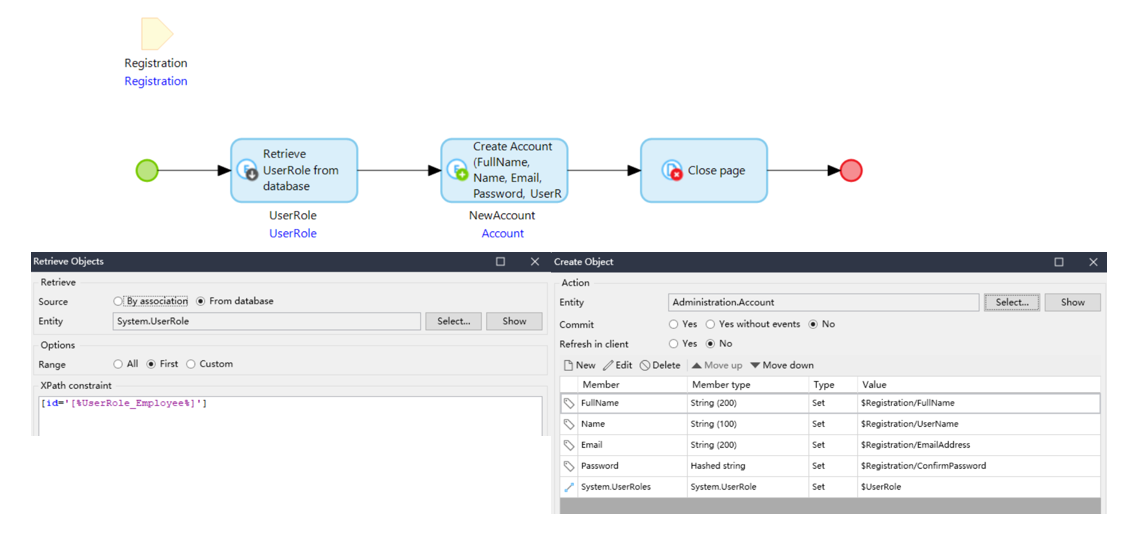 Registration
Registration
Retrieve
UserRole from
database
UserRole
UserRole
Create Account
(FullName,
Name, Email,
Password, UserR
NewAccount
Account
Close page
Retrieve Objects
Retrieve
Source By association From database
Entity System.UserRole Select... Show
Options
Range All First Custom
XPath constraint
[id='[%UserRole_Employee%]']
Create Object
Action
Entity Administration.Account Select... Show
Commit Yes Yes without events No
Refresh in client Yes No
New Edit Delete Move up Move down
Member Member type Type Value
FullName String (200) Set $Registration/FullName
Name String (100) Set $Registration/UserName
Email String (200) Set $Registration/EmailAddress
Password Hashed string Set $Registration/ConfirmPassword
System.UserRoles System.UserRole Set $UserRole